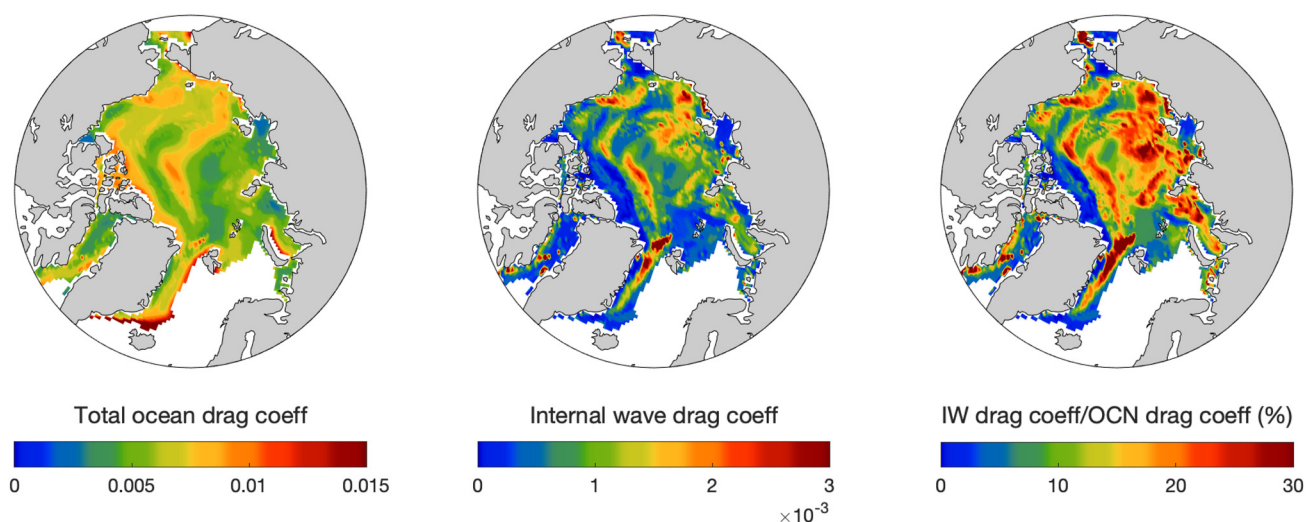 Total ocean drag coeff
0 0.005 0.01 0.015
Internal wave drag coeff
0 1 2 3
×10⁻³
IW drag coeff/OCN drag coeff (%)
0 10 20 30